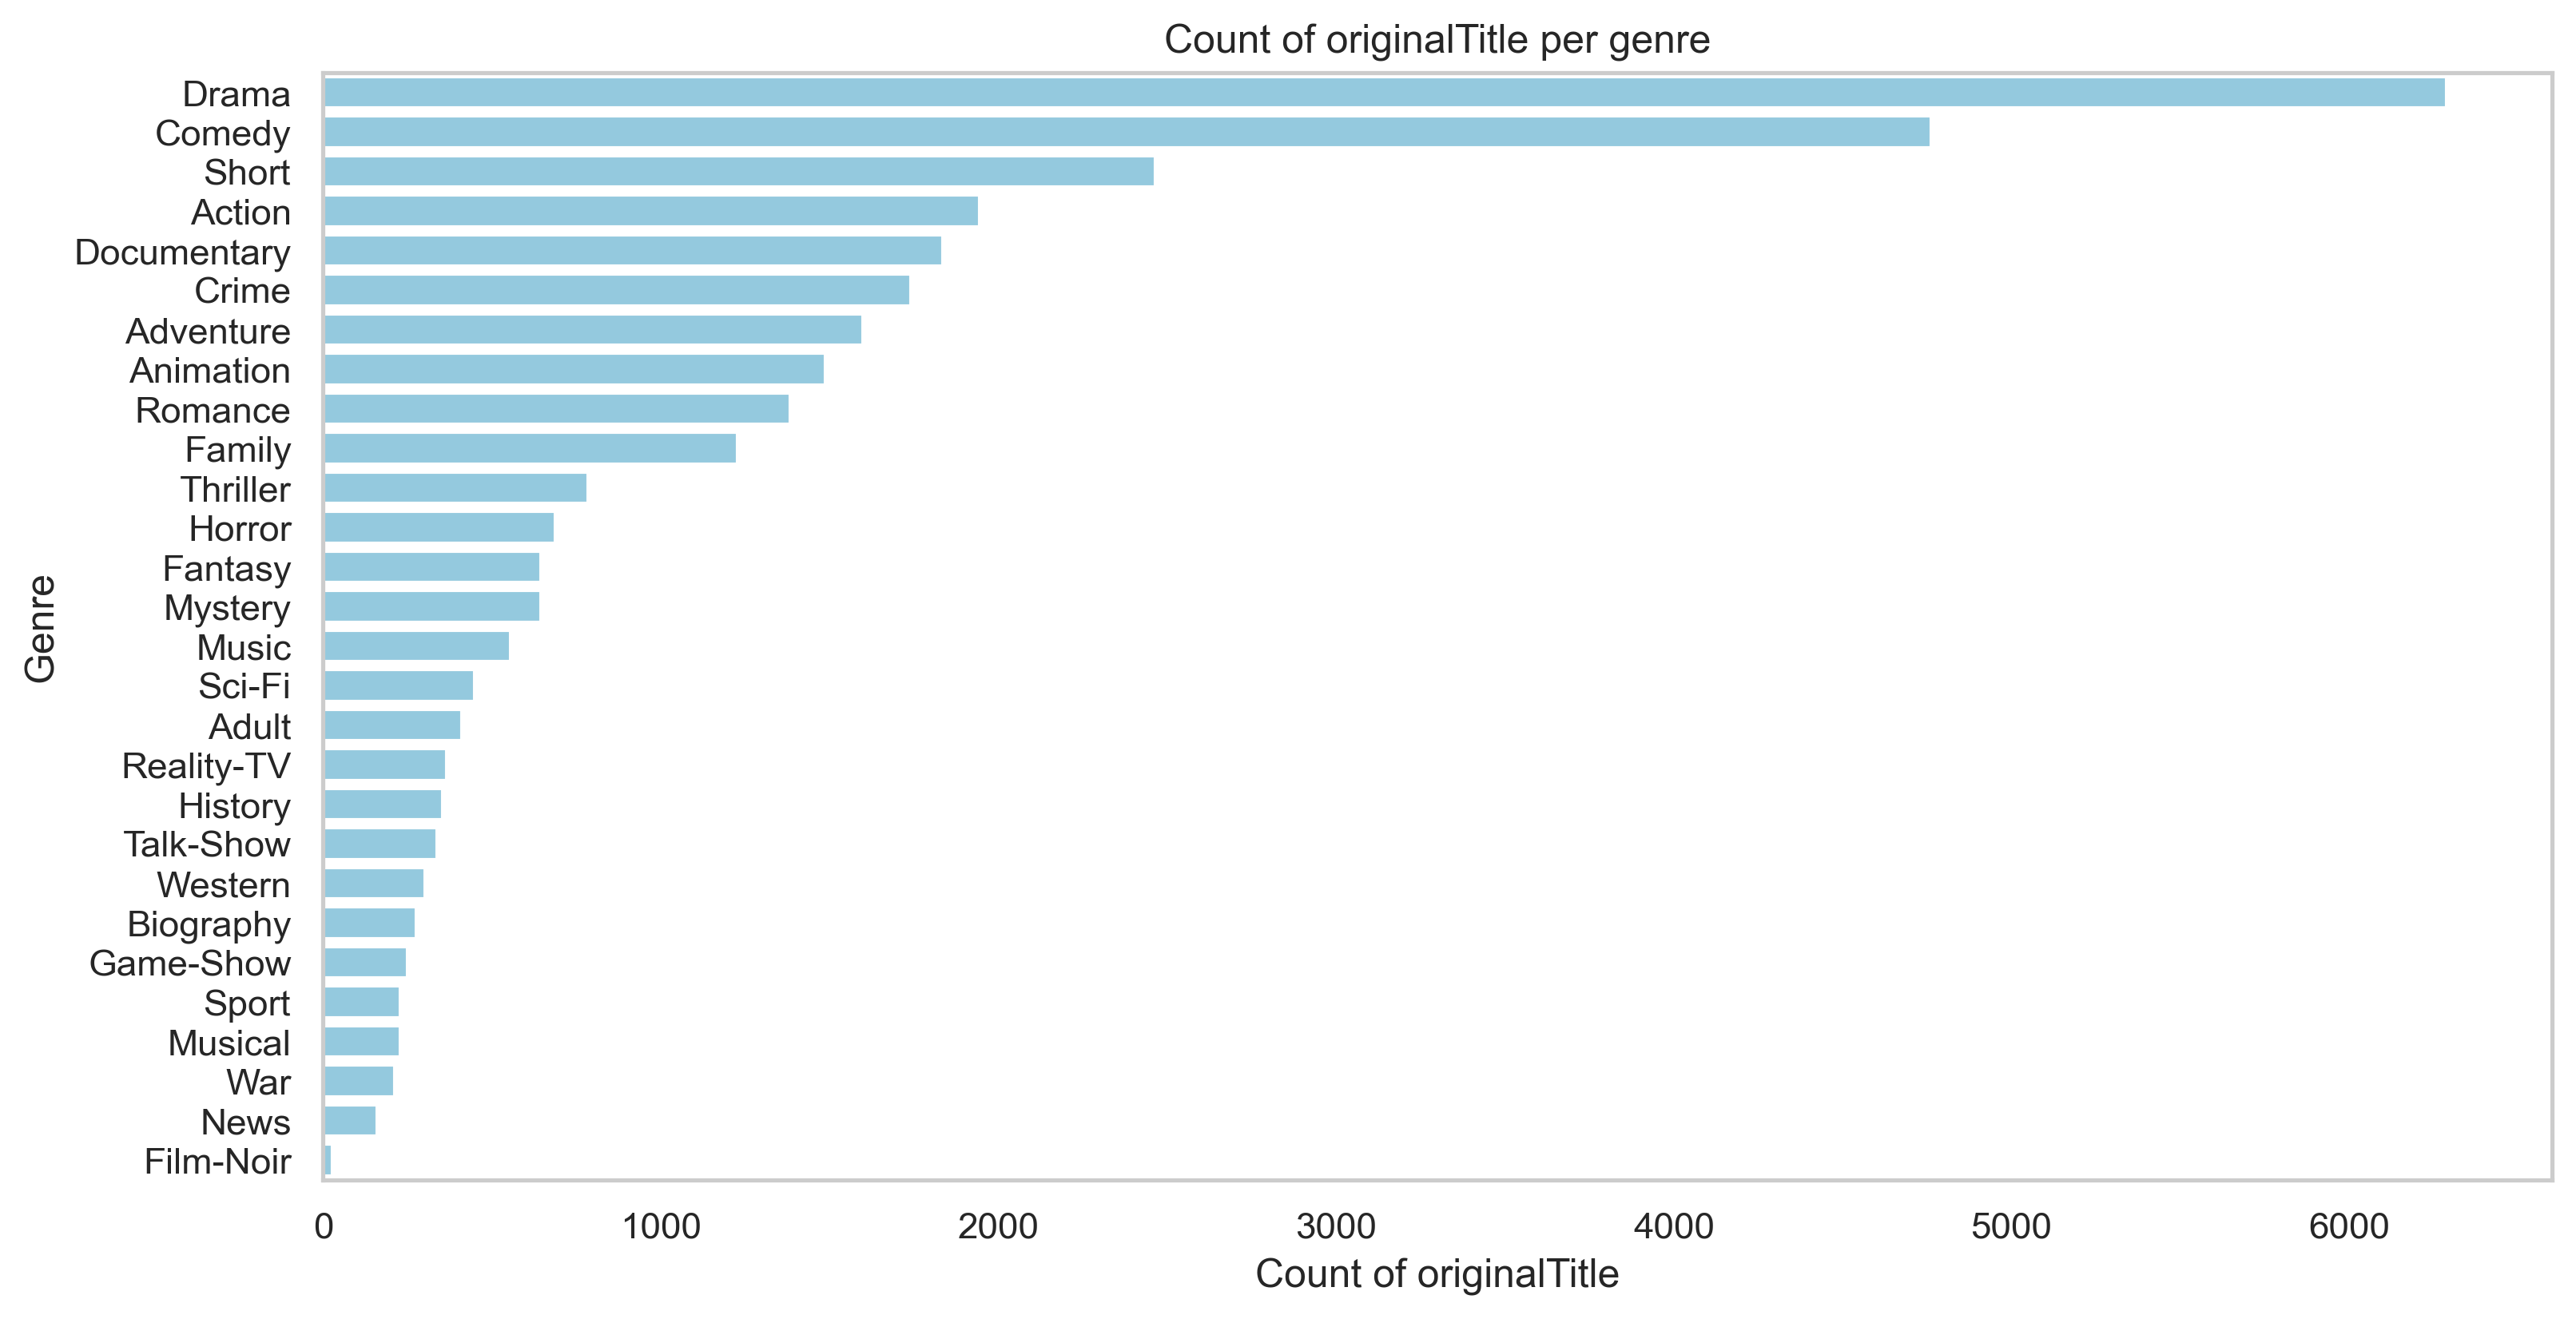 Count of originalTitle per genre
Drama
Comedy
Short
Action
Documentary
Crime
Adventure
Animation
Romance
Family
Thriller
Horror
Fantasy
Mystery
Music
Sci-Fi
Adult
Reality-TV
History
Talk-Show
Western
Biography
Game-Show
Sport
Musical
War
News
Film-Noir
Genre
0 1000 2000 3000 4000 5000 6000
Count of originalTitle